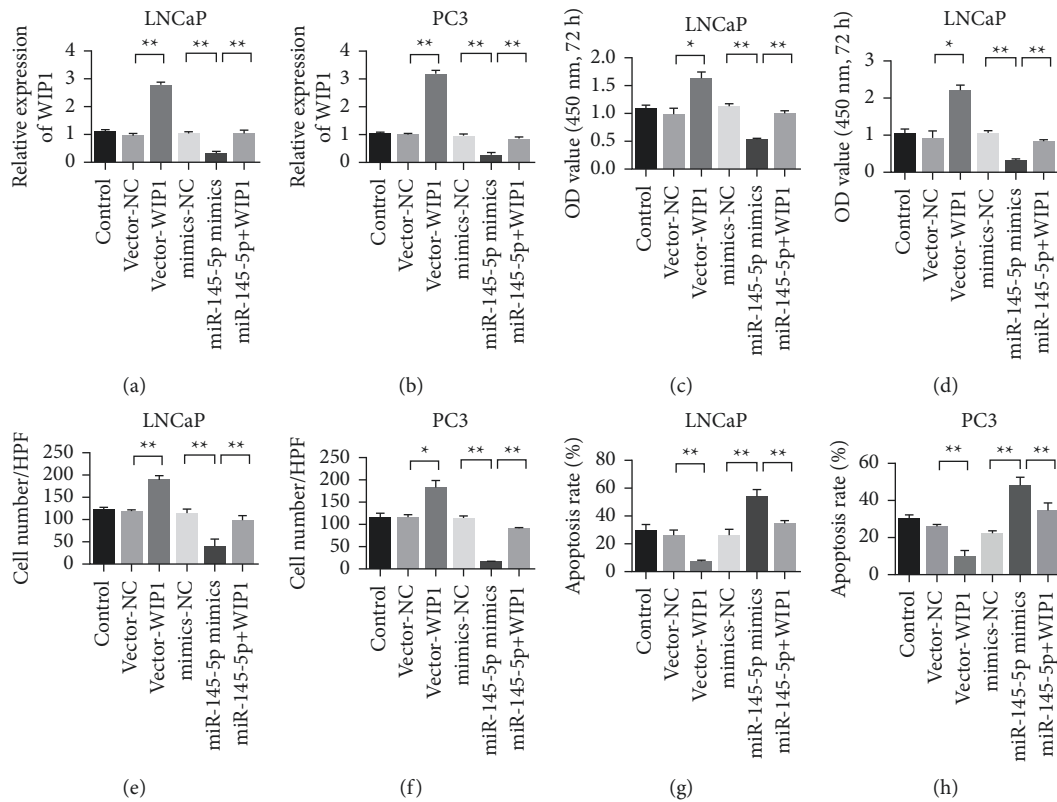 LNCaP
Relative expression
of WIP1
4
3
2
1
0
** ** **
Control
Vector-NC
Vector-WIP1
mimics-NC
miR-145-5p mimics
miR-145-5p+WIP1
(a)
PC3
Relative expression
of WIP1
4
3
2
1
0
** ** **
Control
Vector-NC
Vector-WIP1
mimics-NC
miR-145-5p mimics
miR-145-5p+WIP1
(b)
LNCaP
OD value (450 nm, 72 h)
2.0
1.5
1.0
0.5
0.0
* ** **
Control
Vector-NC
Vector-WIP1
mimics-NC
miR-145-5p mimics
miR-145-5p+WIP1
(c)
LNCaP
OD value (450 nm, 72 h)
3
2
1
0
* ** **
Control
Vector-NC
Vector-WIP1
mimics-NC
miR-145-5p mimics
miR-145-5p+WIP1
(d)
LNCaP
Cell number/HPF
250
200
150
100
50
0
** ** **
Control
Vector-NC
Vector-WIP1
mimics-NC
miR-145-5p mimics
miR-145-5p+WIP1
(e)
PC3
Cell number/HPF
250
200
150
100
50
0
* ** **
Control
Vector-NC
Vector-WIP1
mimics-NC
miR-145-5p mimics
miR-145-5p+WIP1
(f)
LNCaP
Apoptosis rate (%)
80
60
40
20
0
** ** **
Control
Vector-NC
Vector-WIP1
mimics-NC
miR-145-5p mimics
miR-145-5p+WIP1
(g)
PC3
Apoptosis rate (%)
60
40
20
0
** ** **
Control
Vector-NC
Vector-WIP1
mimics-NC
miR-145-5p mimics
miR-145-5p+WIP1
(h)